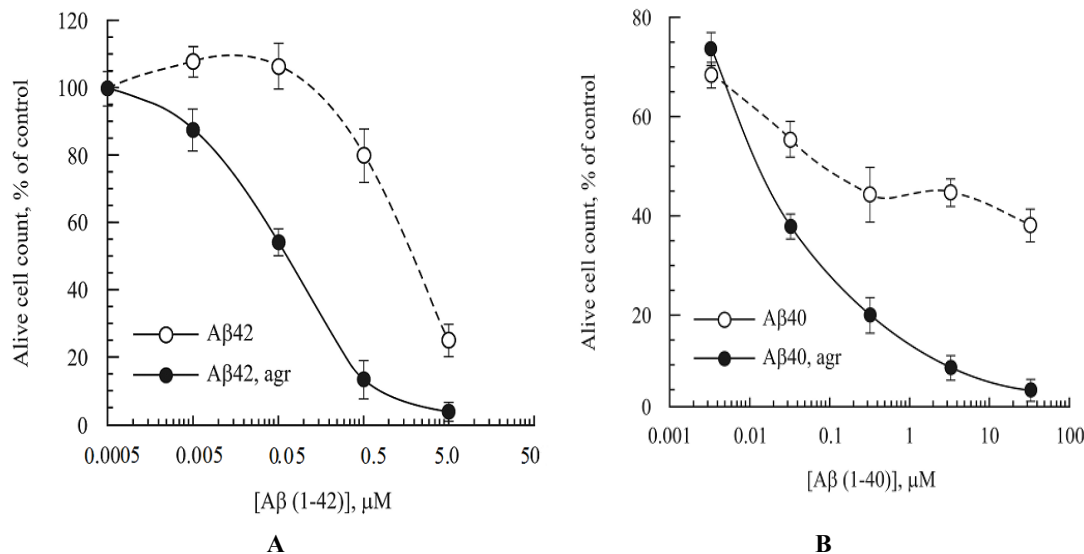 Alive cell count, % of control
120
100
80
60
40
20
0
0.0005 0.005 0.05 0.5 5.0 50
[Aβ (1-42)], μM
Aβ42
Aβ42, agr
A
Alive cell count, % of control
80
60
40
20
0
0.001 0.01 0.1 1 10 100
[Aβ (1-40)], μM
Aβ40
Aβ40, agr
B